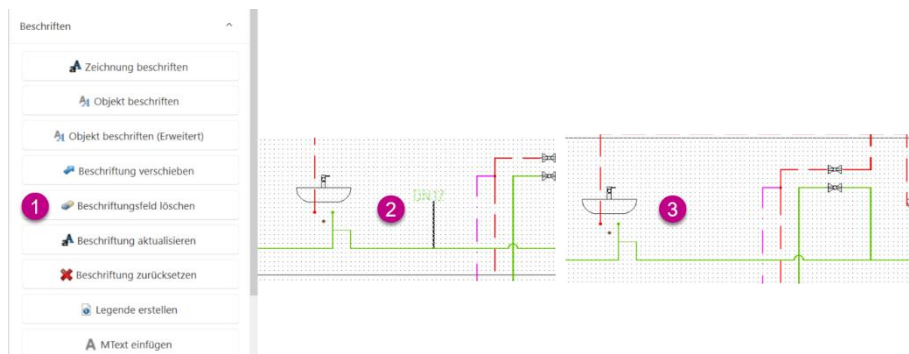 Beschriften
Zeichnung beschriften
Objekt beschriften
Objekt beschriften (Erweitert)
Beschriftung verschieben
1
Beschriftungsfeld löschen
Beschriftung aktualisieren
Beschriftung zurücksetzen
Legende erstellen
MText einfügen
2
3